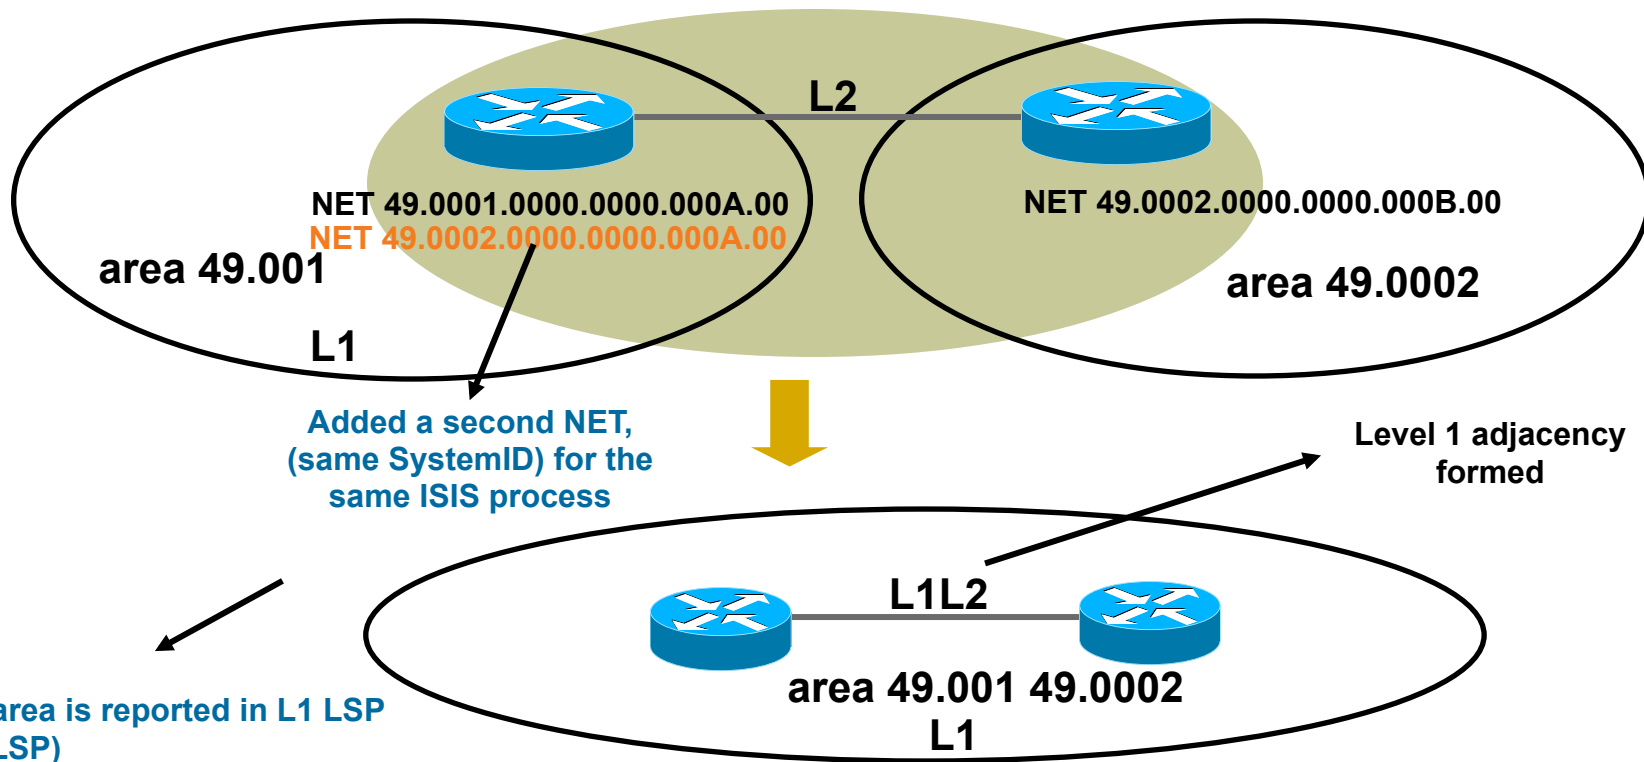 L2
NET 49.0001.0000.0000.000A.00
NET 49.0002.0000.0000.000A.00
NET 49.0002.0000.0000.000B.00
area 49.001
area 49.0002
L1
Added a second NET,
(same SystemID) for the
same ISIS process
Level 1 adjacency
formed
L1L2
area 49.001 49.0002
L1
area is reported in L1 LSP
LSP)